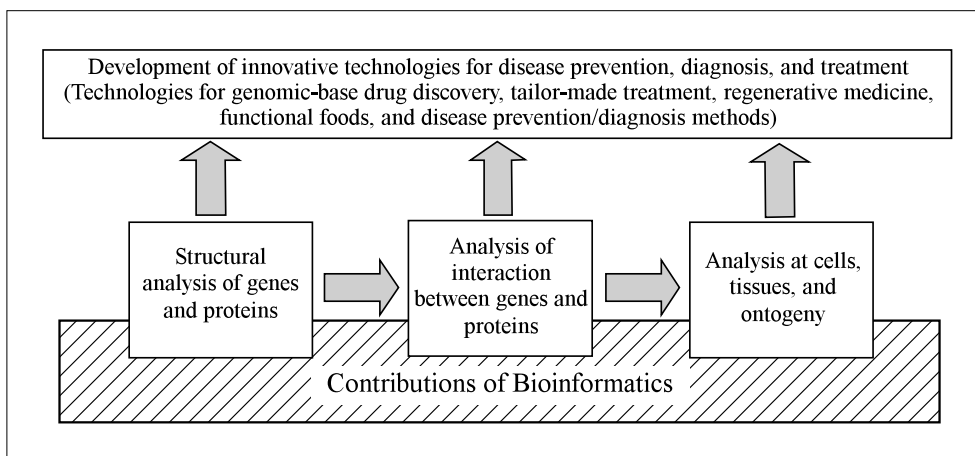 Development of innovative technologies for disease prevention, diagnosis, and treatment
(Technologies for genomic-base drug discovery, tailor-made treatment, regenerative medicine,
functional foods, and disease prevention/diagnosis methods)
Structural
analysis of genes
and proteins
Analysis of
interaction
between genes and
proteins
Analysis at cells,
tissues, and
ontogeny
Contributions of Bioinformatics